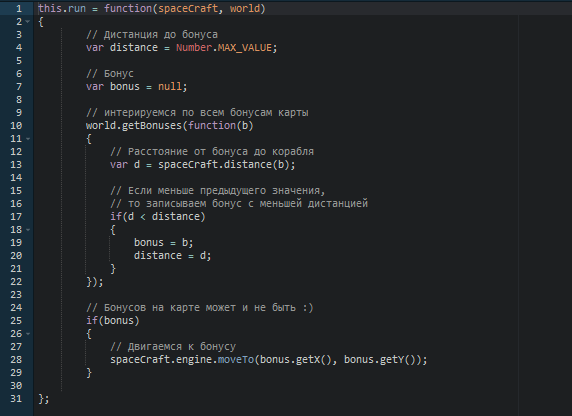 1 this.run = function(spaceCraft, world)
2 {
3 // Дистанция до бонуса
4 var distance = Number.MAX_VALUE;
5
6 // Бонус
7 var bonus = null;
8
9 // интерируемся по всем бонусам карты
10 world.getBonuses(function(b)
11 {
12 // Расстояние от бонуса до корабля
13 var d = spaceCraft.distance(b);
14
15 // Если меньше предыдущего значения,
16 // то записываем бонус с меньшей дистанцией
17 if(d < distance)
18 {
19 bonus = b;
20 distance = d;
21 }
22 });
23
24 // Бонусов на карте может и не быть :)
25 if(bonus)
26 {
27 // Двигаемся к бонусу
28 spaceCraft.engine.moveTo(bonus.getX(), bonus.getY());
29 }
30
31 };